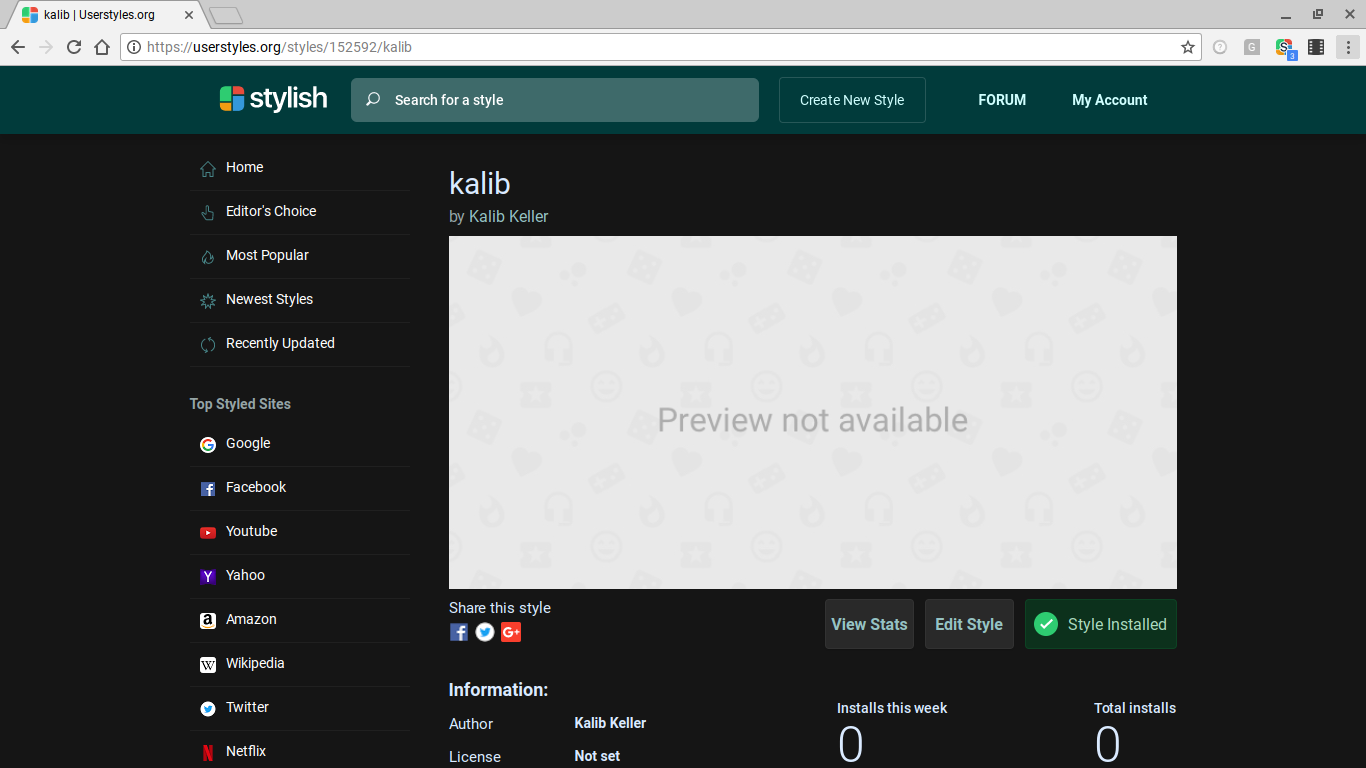 kalib | Userstyles.org
https://userstyles.org/styles/152592/kalib
G
S
3
stylish
Search for a style
Create New Style
FORUM
My Account
Home
Editor's Choice
Most Popular
Newest Styles
Recently Updated
Top Styled Sites
Google
Facebook
Youtube
Yahoo
Amazon
Wikipedia
Twitter
Netflix
kalib
by Kalib Keller
Preview not available
Share this style
View Stats
Edit Style
Style Installed
Information:
Author Kalib Keller
License Not set
Installs this week
0
Total installs
0